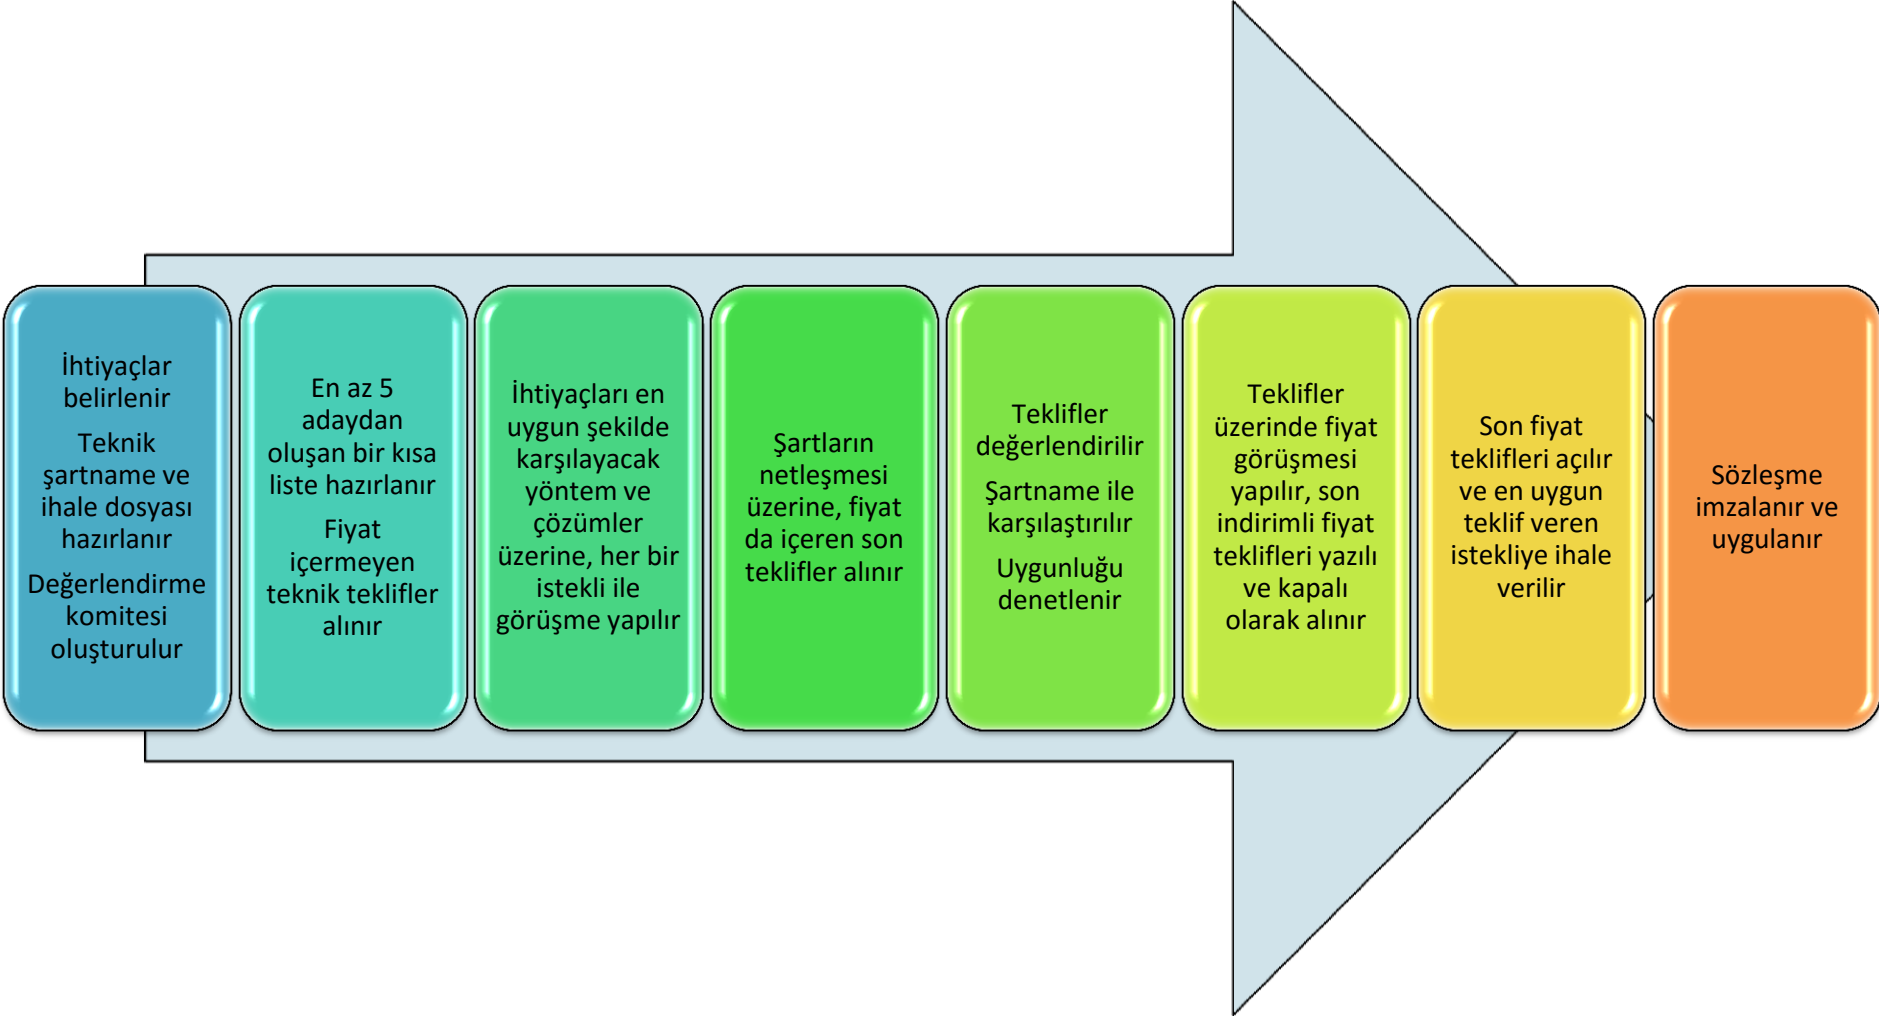 İhtiyaçlar
belirlenir
Teknik
şartname ve
ihale dosyası
hazırlanır
Değerlendirme
komitesi
oluşturulur
En az 5
adaydan
oluşan bir kısa
liste hazırlanır
Fiyat
içermeyen
teknik teklifler
alınır
İhtiyaçları en
uygun şekilde
karşılayacak
yöntem ve
çözümler
üzerine, her bir
istekli ile
görüşme yapılır
Şartların
netleşmesi
üzerine, fiyat
da içeren son
teklifler alınır
Teklifler
değerlendirilir
Şartname ile
karşılaştırılır
Uygunluğu
denetlenir
Teklifler
üzerinde fiyat
görüşmesi
yapılır, son
indirimli fiyat
teklifleri yazılı
ve kapalı
olarak alınır
Son fiyat
teklifleri açılır
ve en uygun
teklif veren
istekliye ihale
verilir
Sözleşme
imzalanır ve
uygulanır